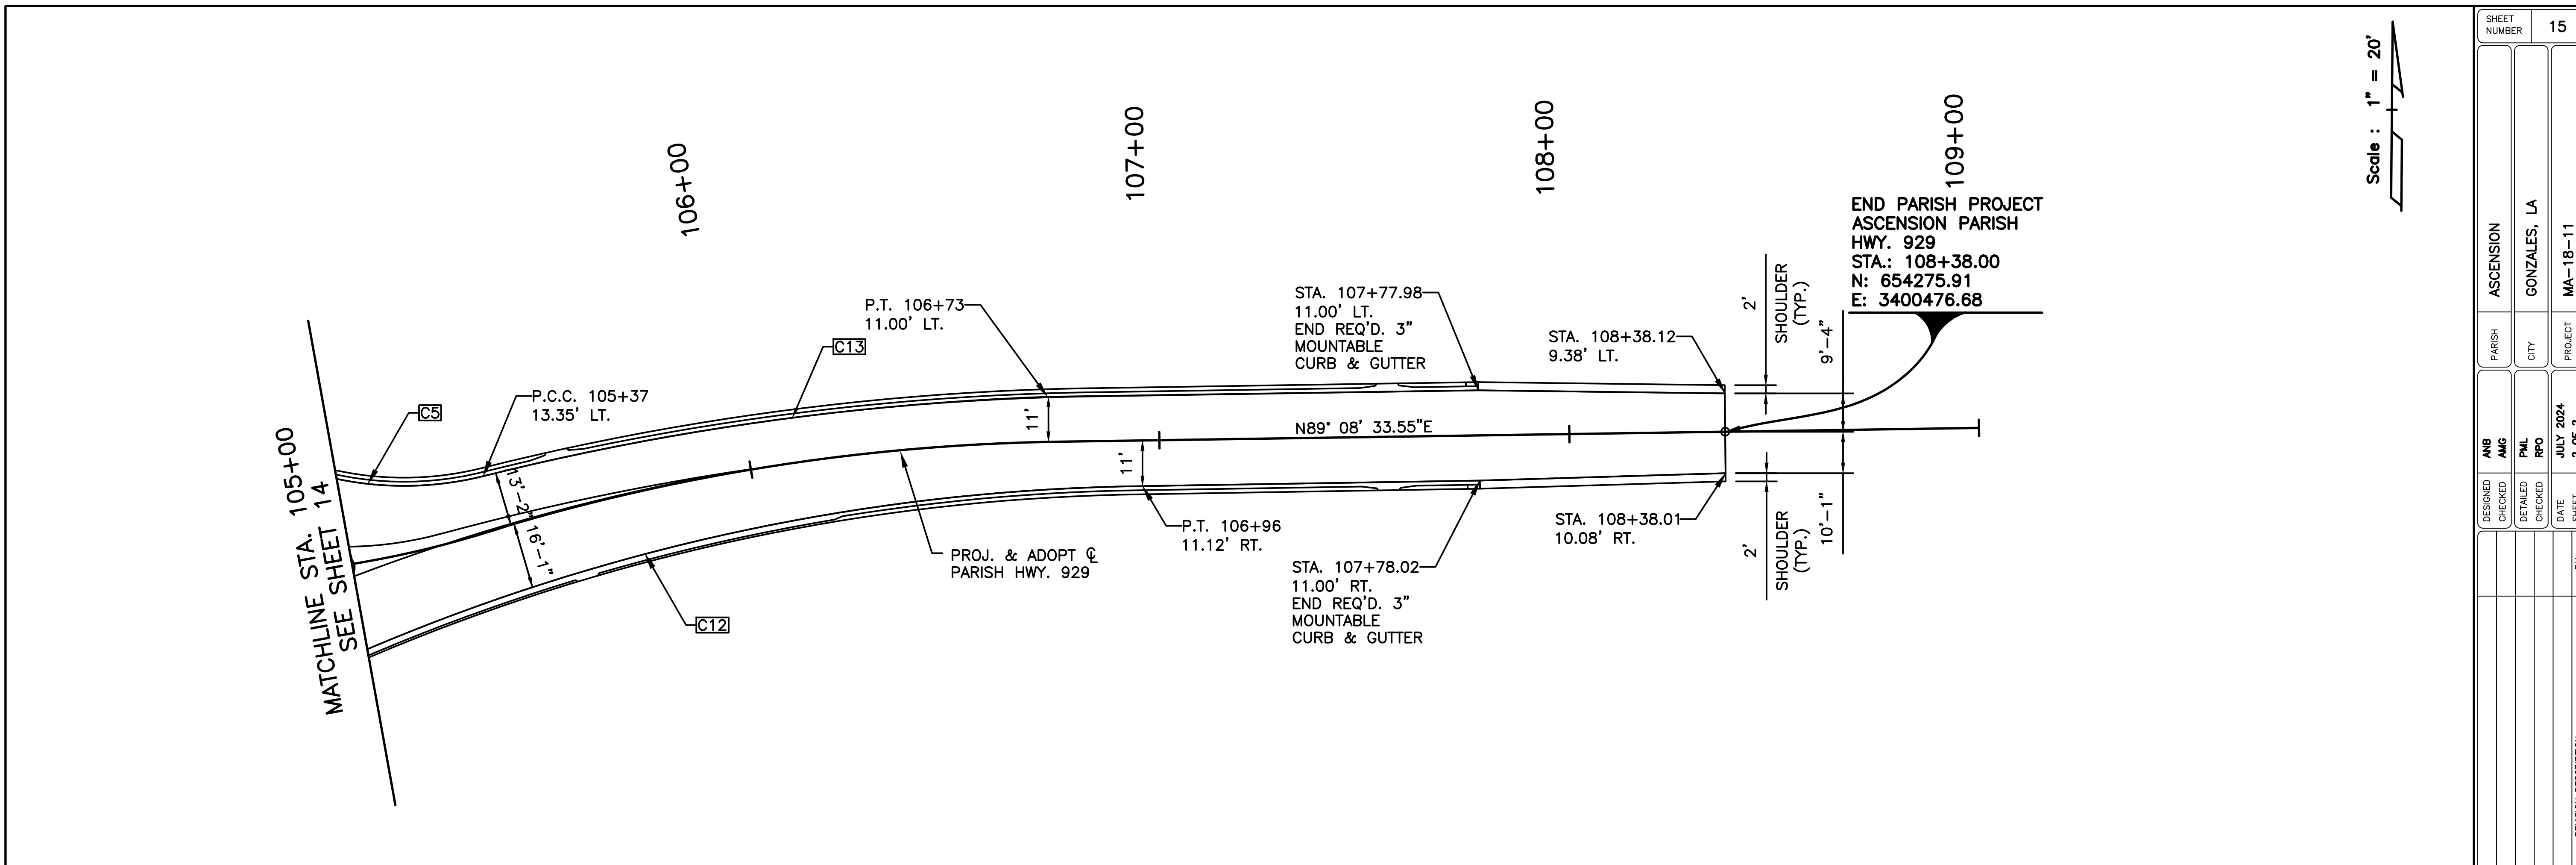 105+00
MATCHLINE STA.
SEE SHEET 14
C5
P.C.C. 105+37
13.35' LT.
13'-2"
16'-1"
106+00
C12
C13
P.T. 106+73
11.00' LT.
11'
PROJ. & ADOPT ℄
PARISH HWY. 929
107+00
11'
P.T. 106+96
11.12' RT.
STA. 107+77.98
11.00' LT.
END REQ'D. 3"
MOUNTABLE
CURB & GUTTER
N89° 08' 33.55"E
STA. 107+78.02
11.00' RT.
END REQ'D. 3"
MOUNTABLE
CURB & GUTTER
108+00
STA. 108+38.12
9.38' LT.
STA. 108+38.01
10.08' RT.
2'
SHOULDER
(TYP.)
9'-4"
2'
SHOULDER
(TYP.)
10'-1"
109+00
END PARISH PROJECT
ASCENSION PARISH
HWY. 929
STA.: 108+38.00
N: 654275.91
E: 3400476.68
Scale : 1" = 20'
SHEET
NUMBER
15
PARISH
ASCENSION
CITY
GONZALES, LA
PROJECT
MA-18-11
DESIGNED
ANB
CHECKED
AMG
DETAILED
PML
CHECKED
RPO
DATE
JULY 2024